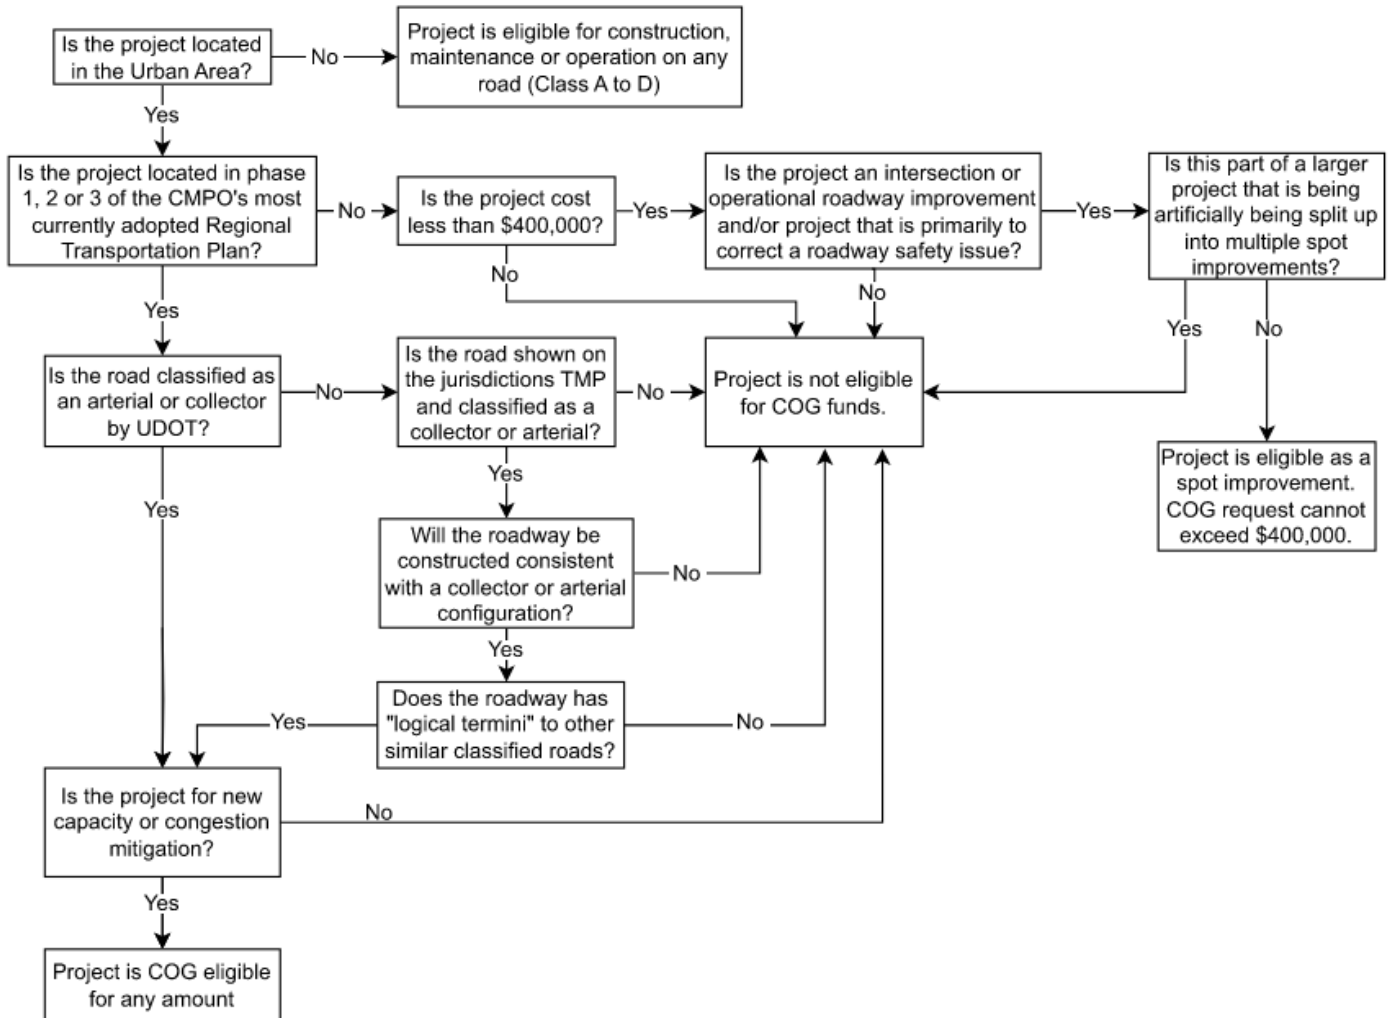 Is the project located
in the Urban Area?
No
Project is eligible for construction,
maintenance or operation on any
road (Class A to D)
Yes
Is the project located in phase
1, 2 or 3 of the CMPO's most
currently adopted Regional
Transportation Plan?
No
Is the project cost
less than $400,000?
Yes
Is the project an intersection or
operational roadway improvement
and/or project that is primarily to
correct a roadway safety issue?
Yes
Is this part of a larger
project that is being
artificially being split up
into multiple spot
improvements?
No
No
Yes
No
Yes
Is the road classified as
an arterial or collector
by UDOT?
No
Is the road shown on
the jurisdictions TMP
and classified as a
collector or arterial?
No
Project is not eligible
for COG funds.
Project is eligible as a
spot improvement.
COG request cannot
exceed $400,000.
Yes
Yes
Will the roadway be
constructed consistent
with a collector or arterial
configuration?
No
Yes
Does the roadway has
"logical termini" to other
similar classified roads?
Yes
No
Is the project for new
capacity or congestion
mitigation?
No
Yes
Project is COG eligible
for any amount